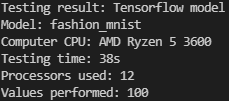 Testing result: Tensorflow model
Model: fashion_mnist
Computer CPU: AMD Ryzen 5 3600
Testing time: 38s
Processors used: 12
Values performed: 100